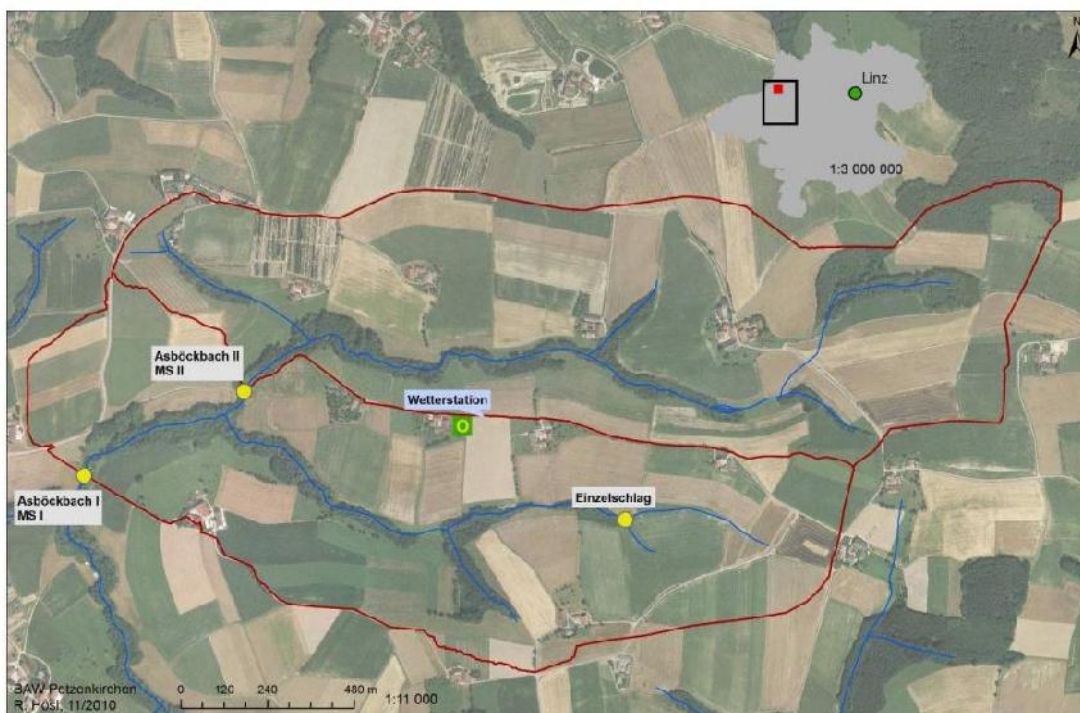 N
Linz
1:3 000 000
Asböckbach II
MS II
Wetterstation
Asböckbach I
MS I
Einzelschlag
BAW Petzenkirchen
R. Hösl, 11/2010
0 120 240 480 m
1:11 000